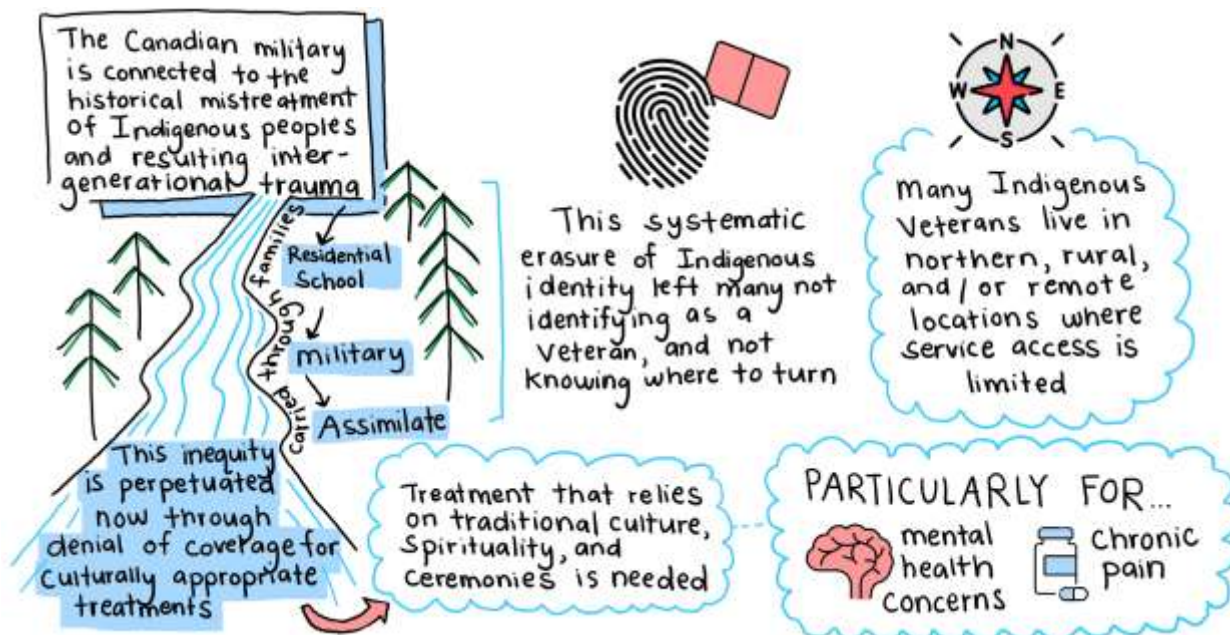 The Canadian military
is connected to the
historical mistreatment
of Indigenous peoples
and resulting inter-
generational trauma
carried through families
Residential
School
military
Assimilate
This inequity
is perpetuated
now through
denial of coverage for
culturally appropriate
treatments
This systematic
erasure of Indigenous
identity left many not
identifying as a
Veteran, and not
knowing where to turn
N
W E
S
many Indigenous
Veterans live in
northern, rural,
and/or remote
locations where
service access is
limited
Treatment that relies
on traditional culture,
spirituality, and
ceremonies is needed
PARTICULARLY FOR...
mental
health
concerns
chronic
pain